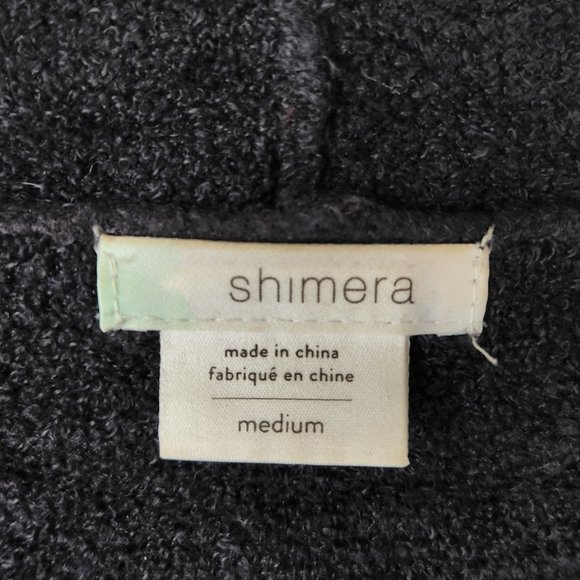 shimera
made in china
fabriqué en chine
medium